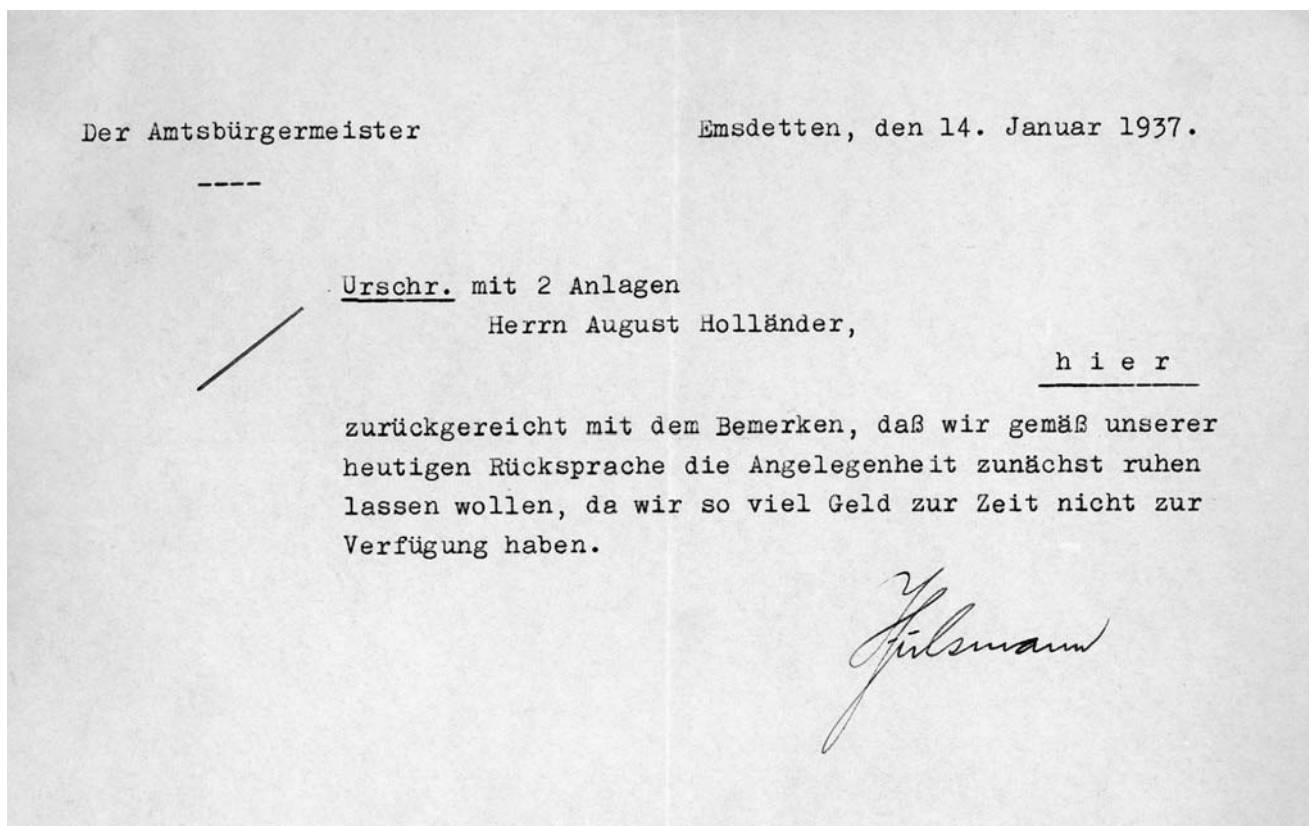 Der Amtsbürgermeister
Emsdetten, den 14. Januar 1937.
----
Urschr. mit 2 Anlagen
Herrn August Holländer,
h i e r
zurückgereicht mit dem Bemerken, daß wir gemäß unserer
heutigen Rücksprache die Angelegenheit zunächst ruhen
lassen wollen, da wir so viel Geld zur Zeit nicht zur
Verfügung haben.
Hülsmann